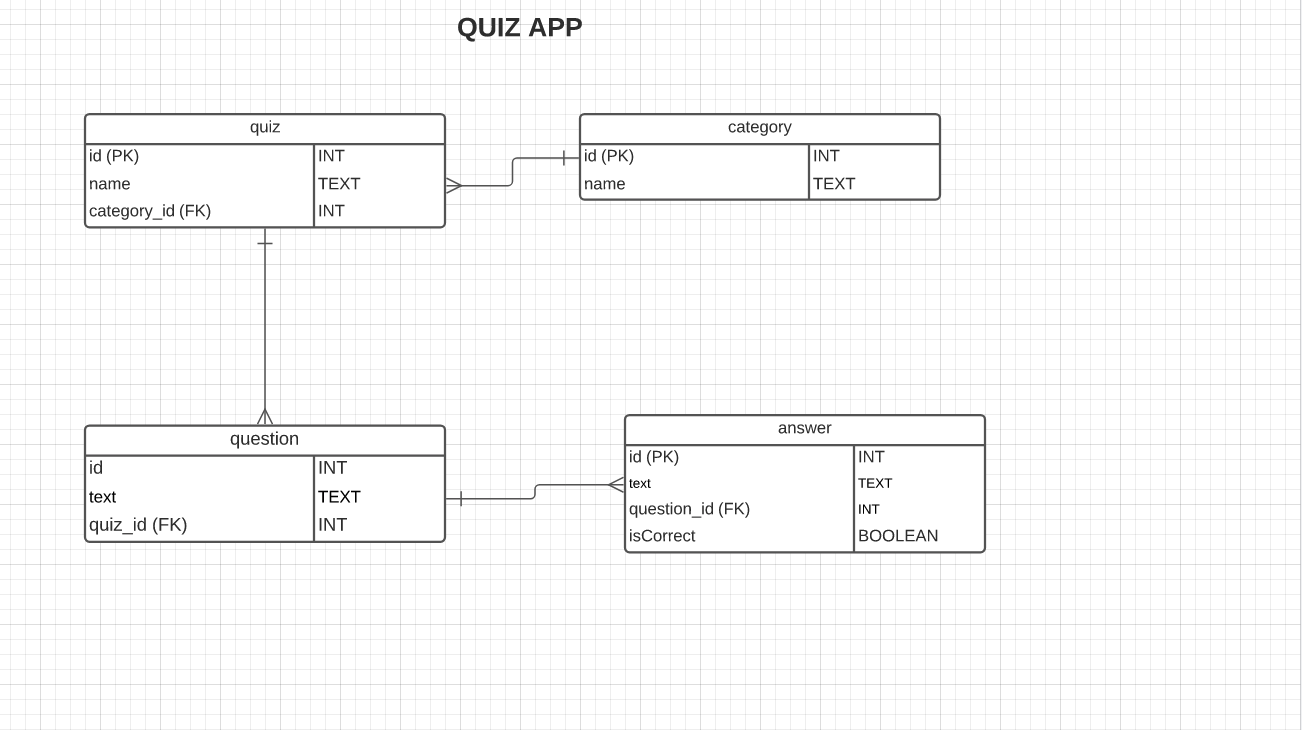 QUIZ APP
quiz
id (PK) INT
name TEXT
category_id (FK) INT
category
id (PK) INT
name TEXT
question
id INT
text TEXT
quiz_id (FK) INT
answer
id (PK) INT
text TEXT
question_id (FK) INT
isCorrect BOOLEAN